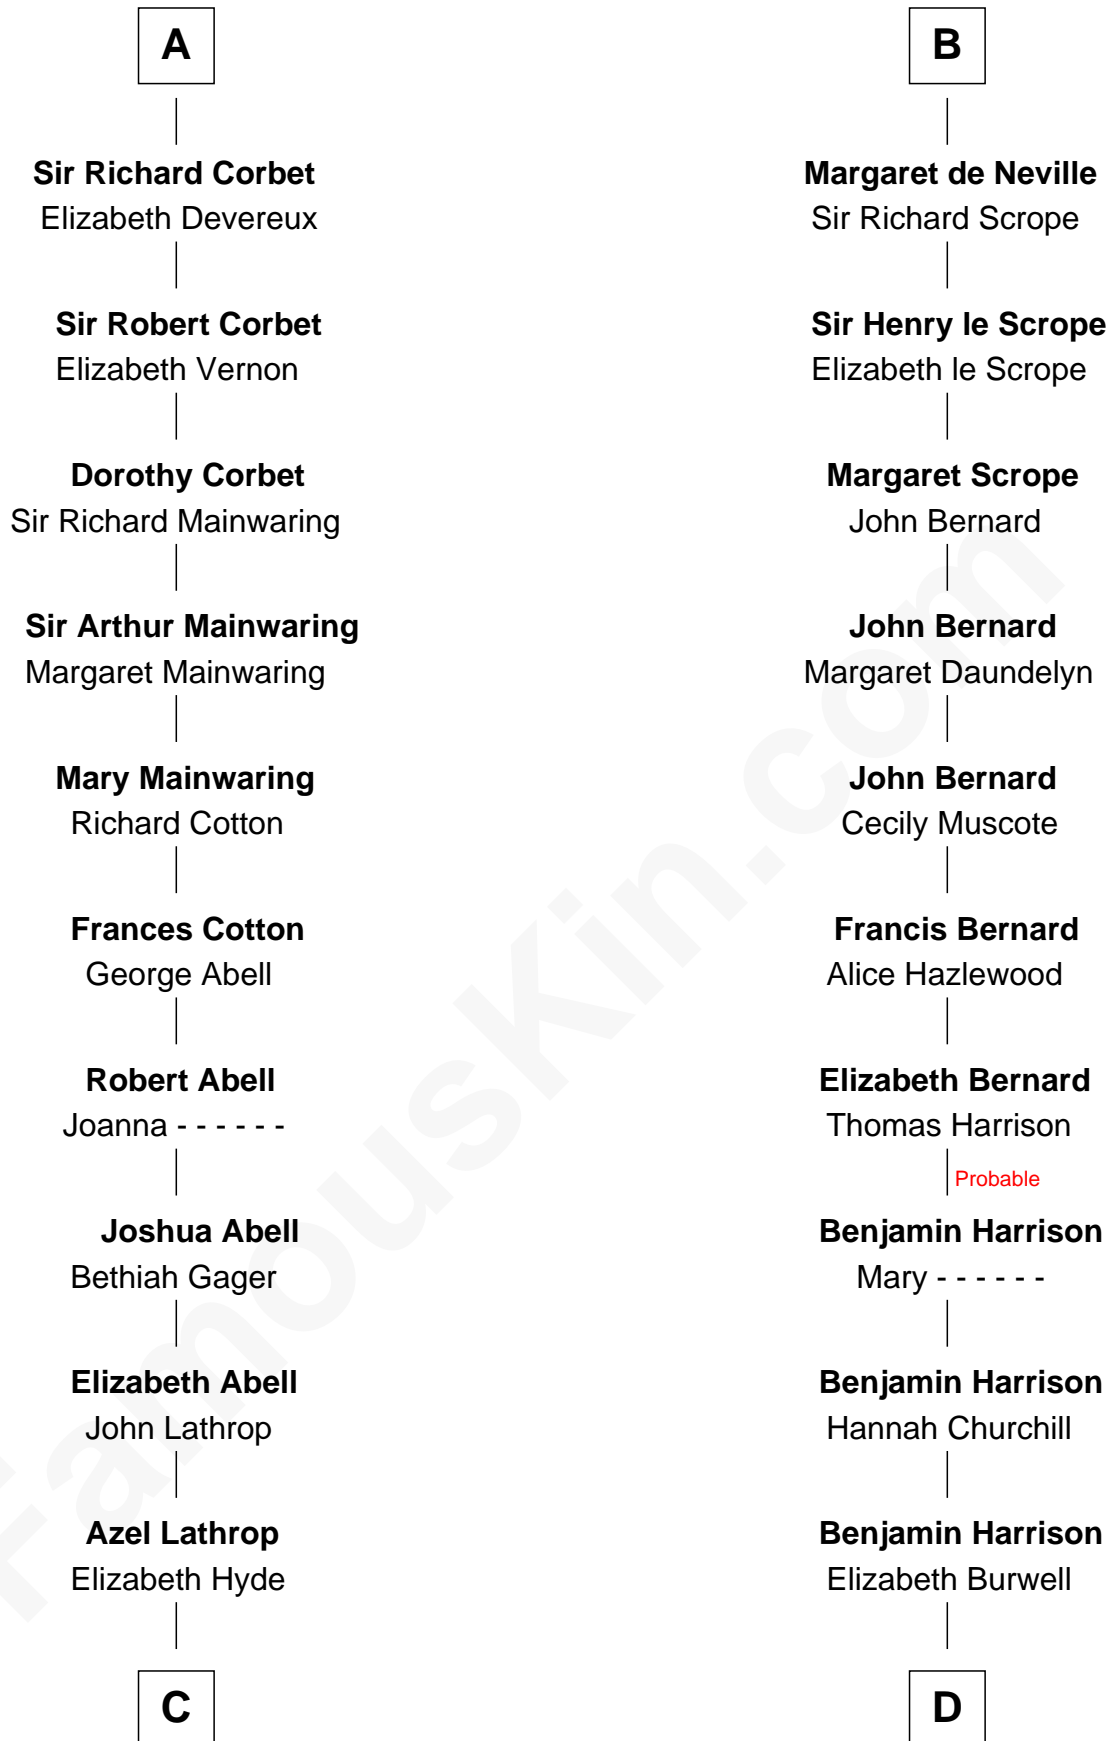 A
Sir Richard Corbet
Elizabeth Devereux
Sir Robert Corbet
Elizabeth Vernon
Dorothy Corbet
Sir Richard Mainwaring
Sir Arthur Mainwaring
Margaret Mainwaring
Mary Mainwaring
Richard Cotton
Frances Cotton
George Abell
Robert Abell
Joanna - - - - - -
Joshua Abell
Bethiah Gager
Elizabeth Abell
John Lathrop
Azel Lathrop
Elizabeth Hyde
C
B
Margaret de Neville
Sir Richard Scrope
Sir Henry le Scrope
Elizabeth le Scrope
Margaret Scrope
John Bernard
John Bernard
Margaret Daundelyn
John Bernard
Cecily Muscote
Francis Bernard
Alice Hazlewood
Elizabeth Bernard
Thomas Harrison
Probable
Benjamin Harrison
Mary - - - - - -
Benjamin Harrison
Hannah Churchill
Benjamin Harrison
Elizabeth Burwell
D
FamousKin.com